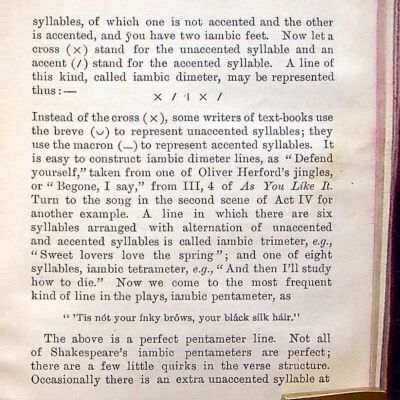 syllables, of which one is not accented and the other
is accented, and you have two iambic feet. Now let a
cross (×) stand for the unaccented syllable and an
accent (/) stand for the accented syllable. A line of
this kind, called iambic dimeter, may be represented
thus:—
× / | × /
Instead of the cross (×), some writers of text-books use
the breve (⏑) to represent unaccented syllables; they
use the macron (—) to represent accented syllables. It
is easy to construct iambic dimeter lines, as "Defend
yourself," taken from one of Oliver Herford's jingles,
or "Begone, I say," from III, 4 of As You Like It.
Turn to the song in the second scene of Act IV for
another example. A line in which there are six
syllables arranged with alternation of unaccented
and accented syllables is called iambic trimeter, e.g.,
"Sweet lovers love the spring"; and one of eight
syllables, iambic tetrameter, e.g., "And then I'll study
how to die." Now we come to the most frequent
kind of line in the plays, iambic pentameter, as
"'Tis nót your ínky bróws, your bláck silk háir."
The above is a perfect pentameter line. Not all
of Shakespeare's iambic pentameters are perfect;
there are a few little quirks in the verse structure.
Occasionally there is an extra unaccented syllable at